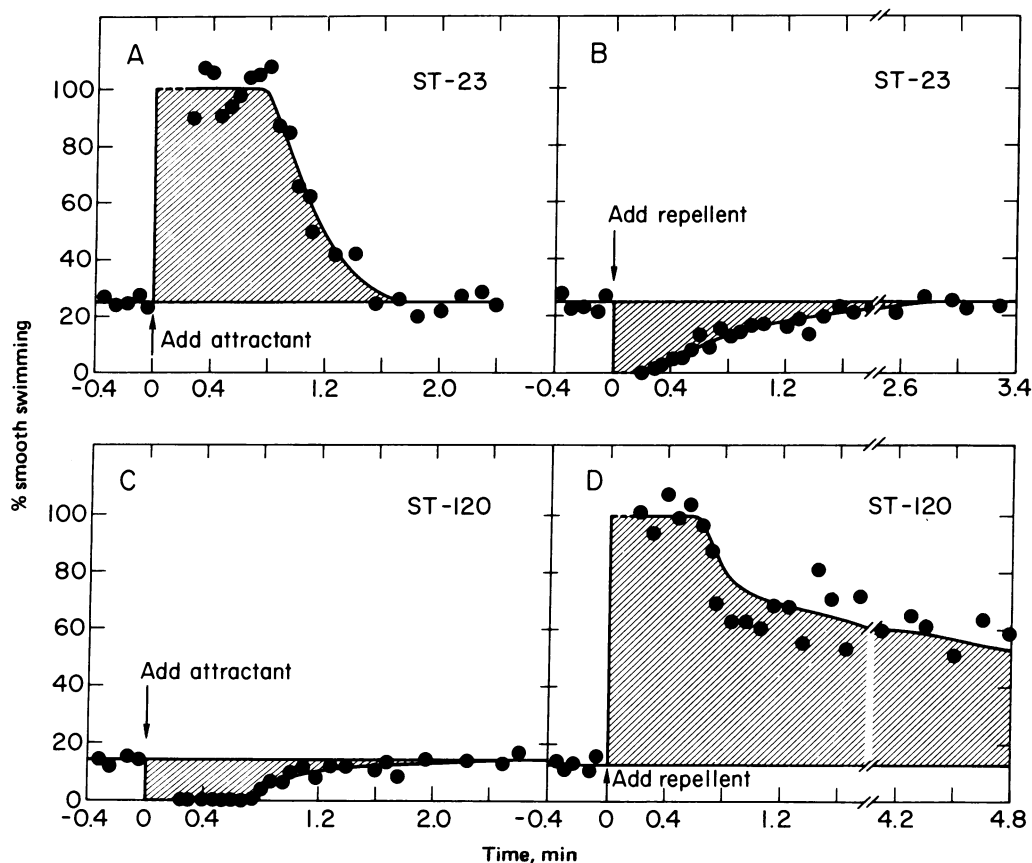 A
ST-23
B
ST-23
100
80
60
40
20
0
Add attractant
Add repellent
-0.4
0
0.4
1.2
2.0
-0.4
0
0.4
1.2
2.6
3.4
% smooth swimming
C
ST-120
D
ST-120
100
80
60
40
20
0
Add attractant
Add repellent
-0.4
0
0.4
1.2
2.0
-0.4
0
0.4
1.2
4.2
4.8
Time, min